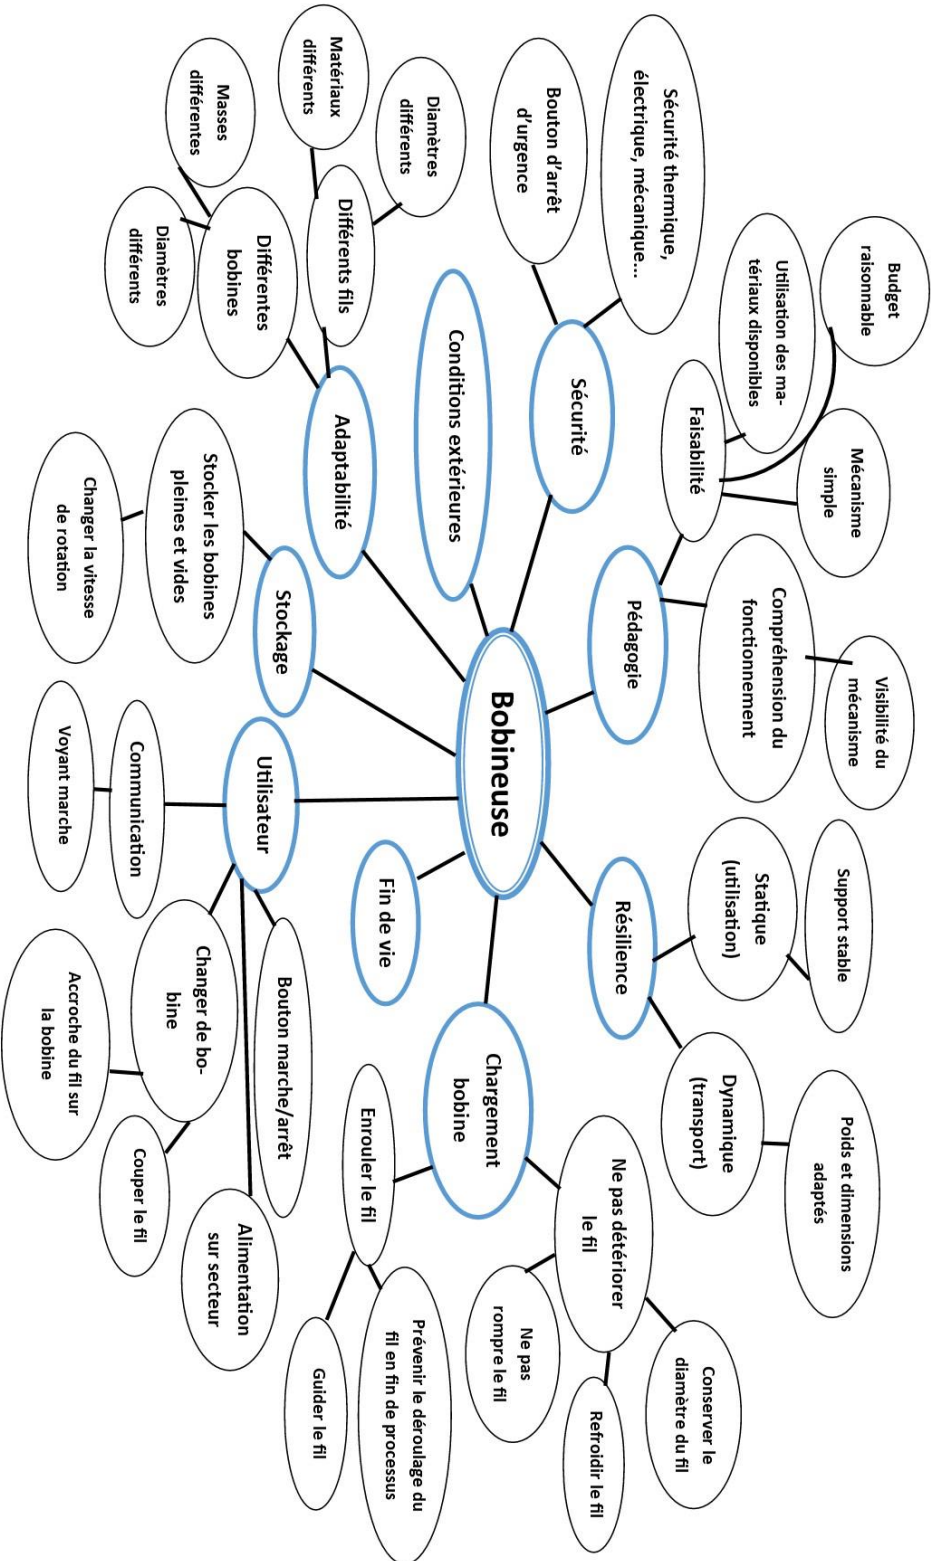 Budget
raisonnable
Mécanisme
simple
Visibilité du
mécanisme
Support stable
Poids et dimensions
adaptés
Utilisation des ma-
tériaux disponibles
Compréhension du
fonctionnement
Statique
(utilisation)
Dynamique
(transport)
Conserver le
diamètre du fil
Sécurité thermique,
électrique, mécanique...
Faisabilité
Pédagogie
Résilience
Ne pas détériorer
le fil
Refroidir le fil
Bouton d'arrêt
d'urgence
Sécurité
Bobineuse
Chargement
bobine
Ne pas
rompre le fil
Diamètres
différents
Conditions extérieures
Fin de vie
Enrouler le fil
Prévenir le déroulage du
fil en fin de processus
Matériaux
différents
Différents fils
Adaptabilité
Guider le fil
Masses
différentes
Différentes
bobines
Stockage
Utilisateur
Bouton marche/arrêt
Alimentation
sur secteur
Diamètres
différents
Stocker les bobines
pleines et vides
Communication
Changer de bo-
bine
Couper le fil
Changer la vitesse
de rotation
Voyant marche
Accroche du fil sur
la bobine